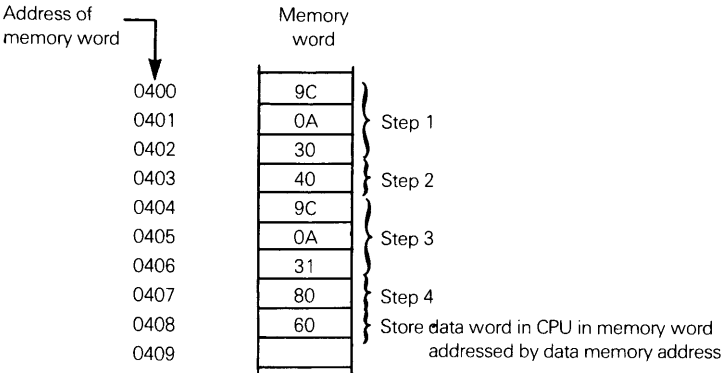 Address of Memory
memory word word
0400 9C
0401 0A Step 1
0402 30
0403 40 Step 2
0404 9C
0405 0A Step 3
0406 31
0407 80 Step 4
0408 60 Store data word in CPU in memory word
0409 addressed by data memory address